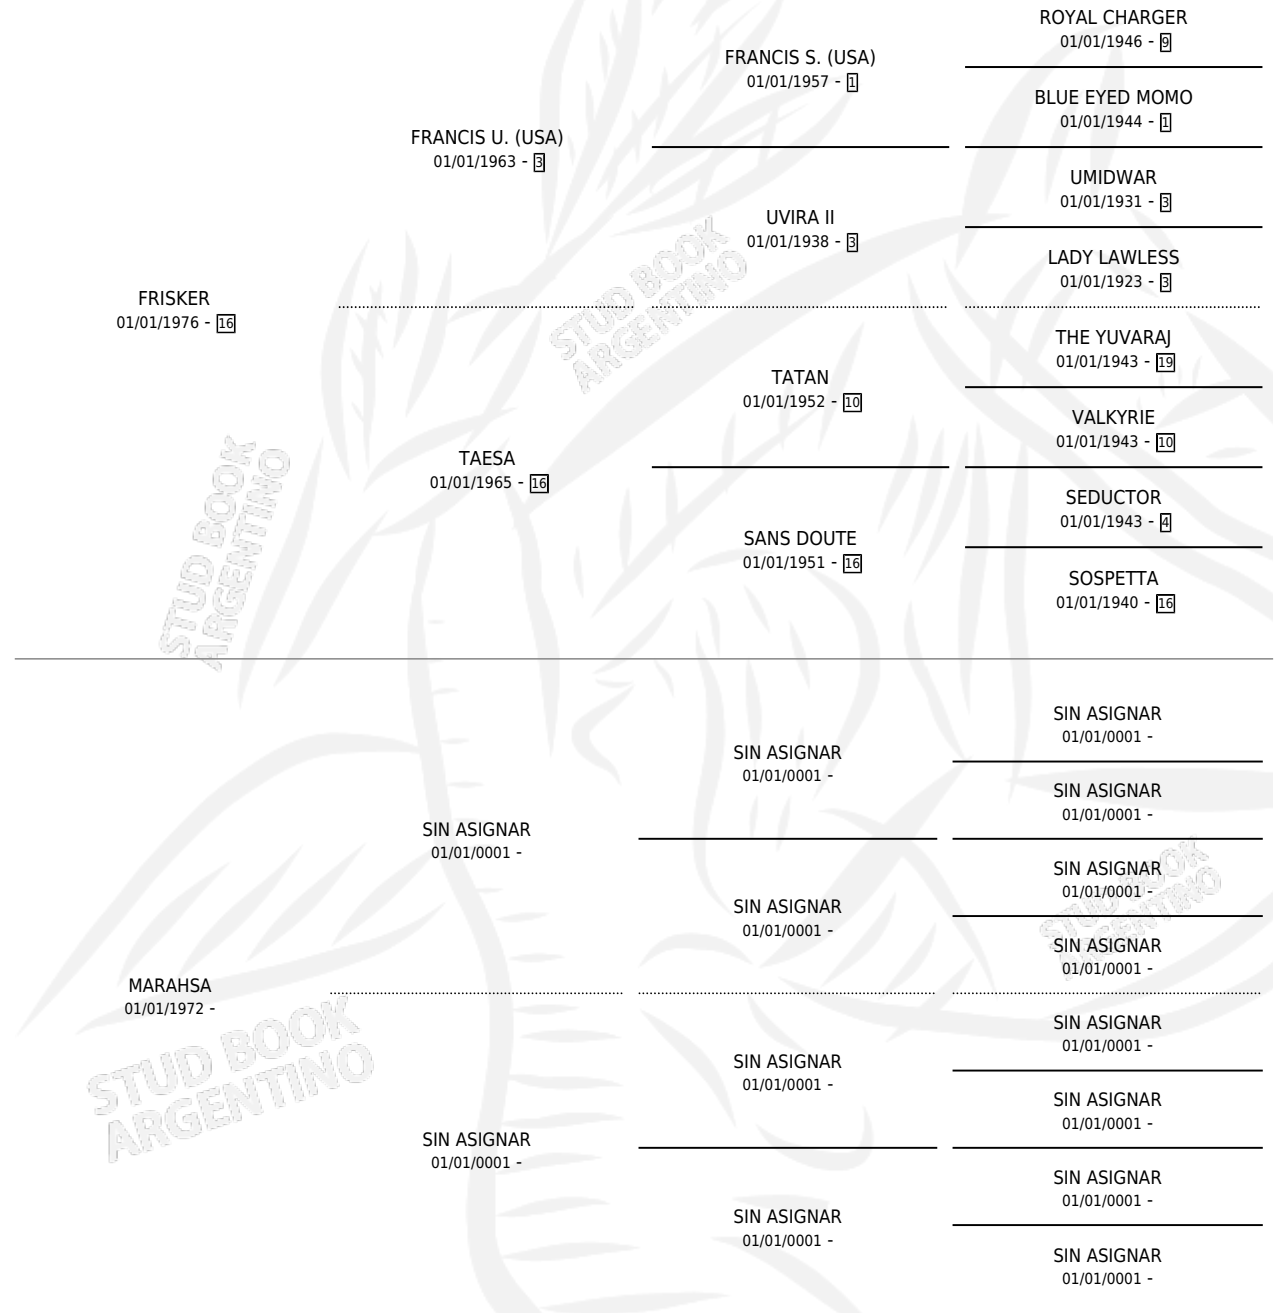 ROYAL CHARGER
01/01/1946 - 9
FRANCIS S. (USA)
01/01/1957 - 1
BLUE EYED MOMO
01/01/1944 - 1
FRANCIS U. (USA)
01/01/1963 - 3
UMIDWAR
01/01/1931 - 3
UVIRA II
01/01/1938 - 3
LADY LAWLESS
01/01/1923 - 3
FRISKER
01/01/1976 - 16
THE YUVARAJ
01/01/1943 - 19
TATAN
01/01/1952 - 10
VALKYRIE
01/01/1943 - 10
TAESA
01/01/1965 - 16
SEDUCTOR
01/01/1943 - 4
SANS DOUTE
01/01/1951 - 16
SOSPETTA
01/01/1940 - 16
SIN ASIGNAR
01/01/0001 -
SIN ASIGNAR
01/01/0001 -
SIN ASIGNAR
01/01/0001 -
SIN ASIGNAR
01/01/0001 -
SIN ASIGNAR
01/01/0001 -
SIN ASIGNAR
01/01/0001 -
SIN ASIGNAR
01/01/0001 -
MARAHSA
01/01/1972 -
SIN ASIGNAR
01/01/0001 -
SIN ASIGNAR
01/01/0001 -
SIN ASIGNAR
01/01/0001 -
SIN ASIGNAR
01/01/0001 -
SIN ASIGNAR
01/01/0001 -
SIN ASIGNAR
01/01/0001 -
SIN ASIGNAR
01/01/0001 -
STUD BOOK
ARGENTINO
STUD BOOK
ARGENTINO
STUD BOOK
ARGENTINO
STUD BOOK
ARGENTINO